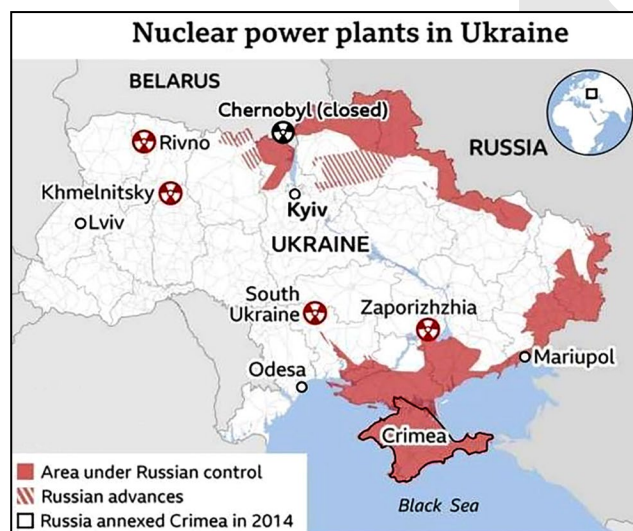 Nuclear power plants in Ukraine
BELARUS
Chernobyl (closed)
Rivno
RUSSIA
Khmelnitsky
Kyiv
Lviv
UKRAINE
South
Ukraine
Zaporizhzhia
Mariupol
Odesa
Crimea
Area under Russian control
Russian advances
Russia annexed Crimea in 2014
Black Sea